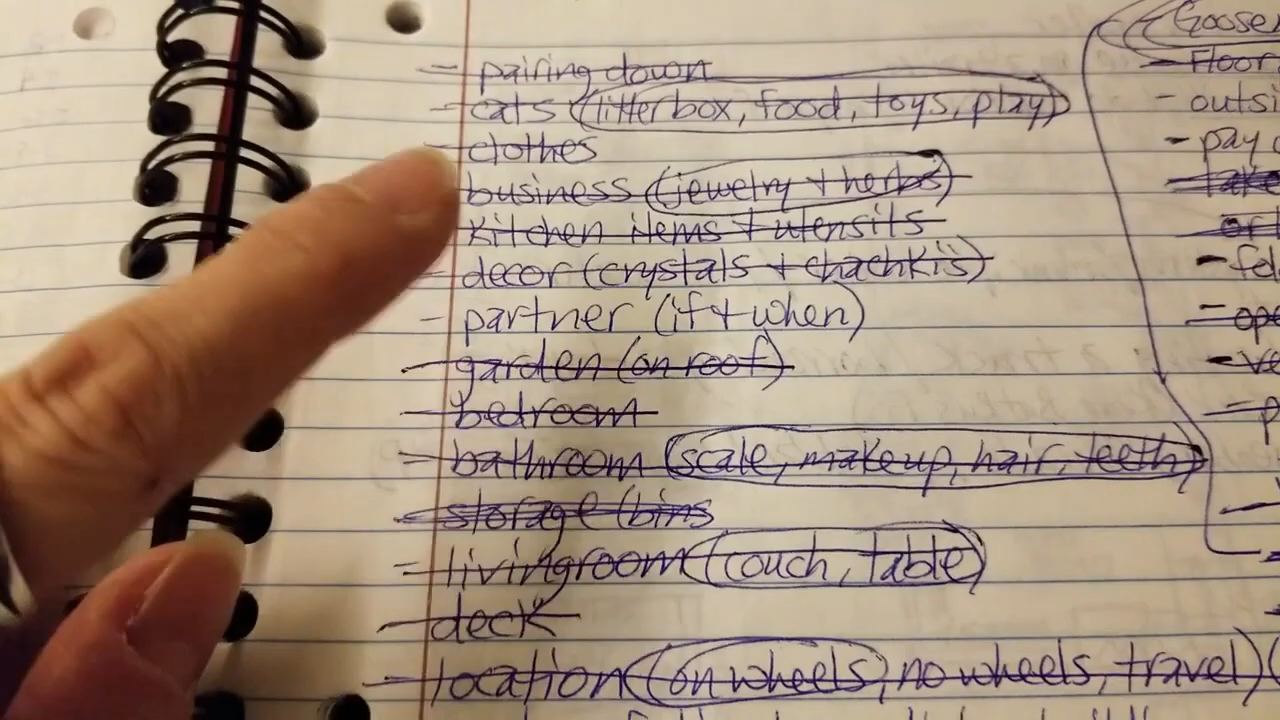 - pairing down
- cats (litterbox, food, toys, play)
- clothes
business (jewelry + herbs)
kitchen items + utensils
- decor (crystals + chachkis)
- partner (if + when)
- garden (on roof)
- bedroom
- bathroom (scale, makeup, hair, teeth)
- storage (bins
- livingroom (couch, table)
- deck
- location (on wheels, no wheels, travel) (
- Floor
- outsi
- pay